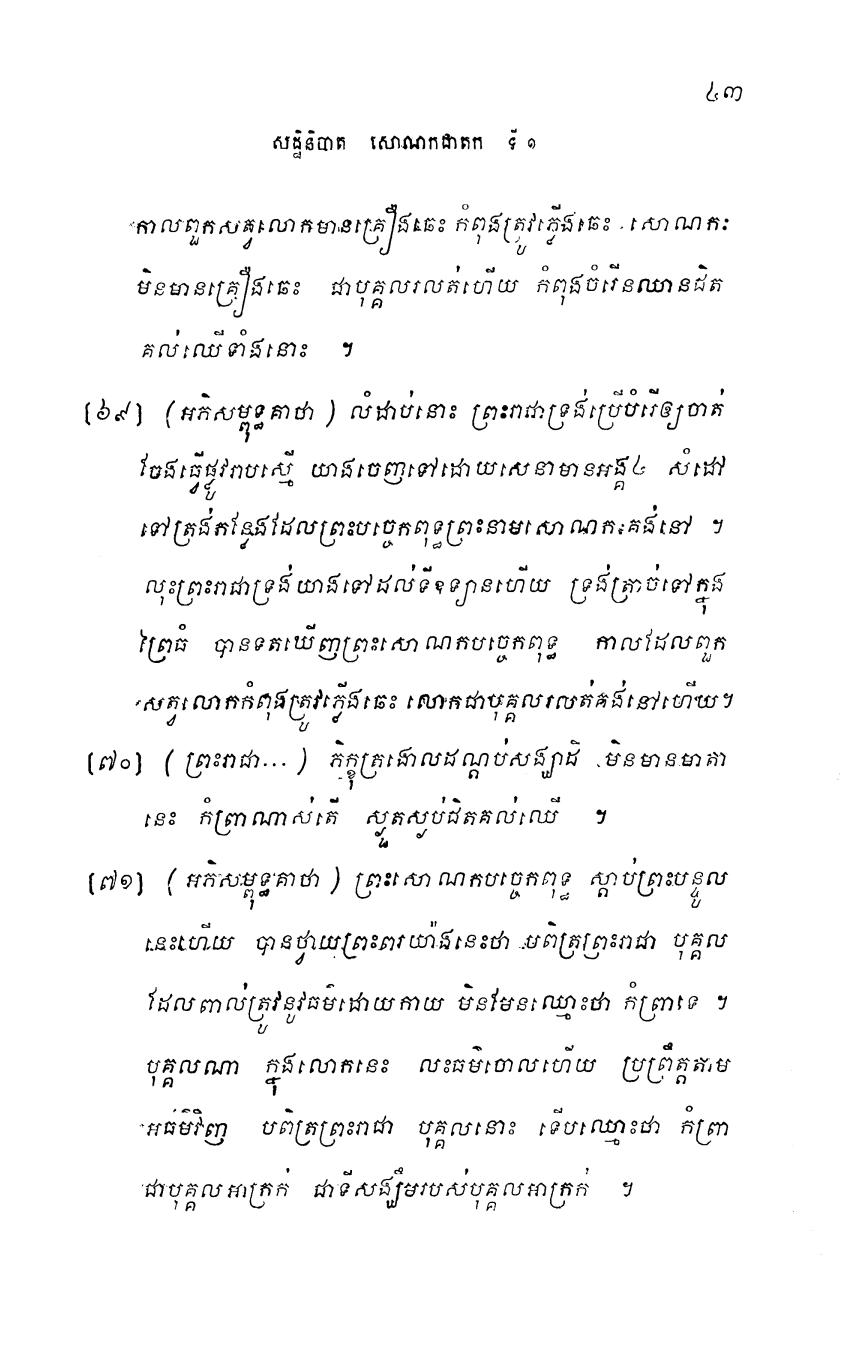 ៤៣
សដ្ឋិនិបាត សោណកជាតក ទី ១
កាលពួកសត្វលោកមានគ្រឿងឆេះ កំពុងត្រូវភ្លើងឆេះ សោណកៈ
មិនមានគ្រឿងឆេះ ជាបុគ្គលរលត់ហើយ កំពុងចំរើនឈានជិត
គល់ឈើទាំងនោះ ។
[៦៩] (អភិសម្ពុទ្ធគាថា) លំដាប់នោះ ព្រះរាជាទ្រង់ប្រើបំរើឲ្យចាត់
ចែងធ្វើផ្លូវរាបស្មើ យាងចេញទៅដោយសេនាមានអង្គ៤ សំដៅ
ទៅត្រង់កន្លែងដែលព្រះបច្ចេកពុទ្ធព្រះនាមសោណកៈគង់នៅ ។
លុះព្រះរាជាទ្រង់យាងទៅដល់ទីឧទ្យានហើយ ទ្រង់ត្រាច់ទៅក្នុង
ព្រៃធំ បានទតឃើញព្រះសោណកបច្ចេកពុទ្ធ កាលដែលពួក
សត្វលោកកំពុងត្រូវភ្លើងឆេះ លោកជាបុគ្គលរលត់គង់នៅហើយ។
[៧០] (ព្រះរាជា...) ភិក្ខុត្រងោលដណ្តប់សង្ឃាដិ មិនមានមាតា
នេះ កំព្រាណាស់តើ ស្ងួតស្ងប់ជិតគល់ឈើ ។
[៧១] (អភិសម្ពុទ្ធគាថា) ព្រះសោណកបច្ចេកពុទ្ធ ស្តាប់ព្រះបន្ទូល
នេះហើយ បានថ្វាយព្រះពរយ៉ាងនេះថា បពិត្រព្រះរាជា បុគ្គល
ដែលពាល់ត្រូវនូវធម៌ដោយកាយ មិនមែនឈ្មោះថា កំព្រាទេ ។
បុគ្គលណា ក្នុងលោកនេះ លះធម៌ចោលហើយ ប្រព្រឹត្តតាម
អធម៌វិញ បពិត្រព្រះរាជា បុគ្គលនោះ ទើបឈ្មោះថា កំព្រា
ជាបុគ្គលអាក្រក់ ជាទីសង្ឃឹមរបស់បុគ្គលអាក្រក់ ។